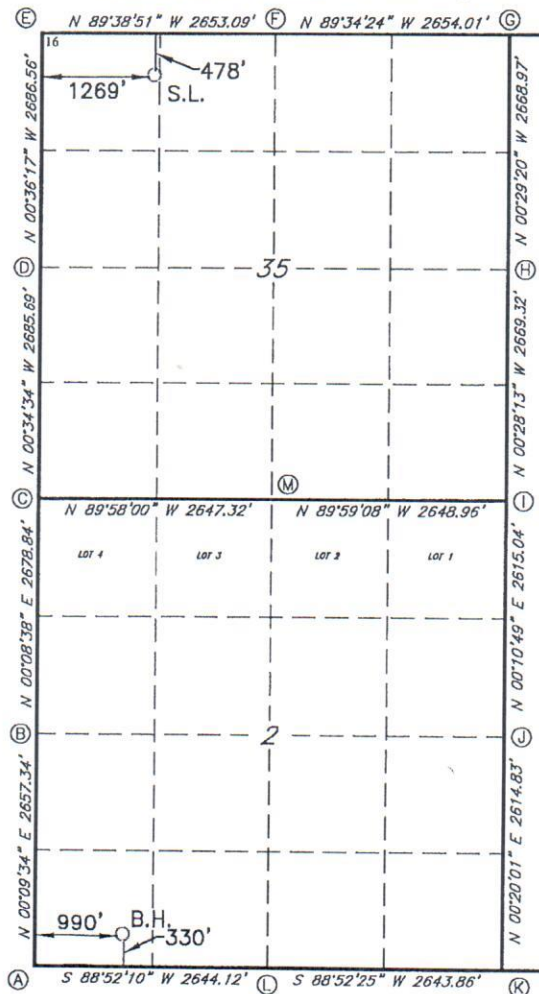 E
N 89°38'51" W 2653.09'
F
N 89°34'24" W 2654.01'
G
16
478'
1269'
S.L.
N 00°36'17" W 2686.56'
N 00°29'20" W 2668.97'
D
35
H
N 00°34'34" W 2685.69'
N 00°28'13" W 2669.32'
M
C
I
N 89°58'00" W 2647.32'
N 89°59'08" W 2648.96'
LOT 4
LOT 3
LOT 2
LOT 1
N 00°08'38" E 2678.84'
N 00°10'49" E 2615.04'
B
2
J
N 00°09'34" E 2657.34'
N 00°20'01" E 2614.83'
990'
B.H.
330'
A
S 88°52'10" W 2644.12'
L
S 88°52'25" W 2643.86'
K